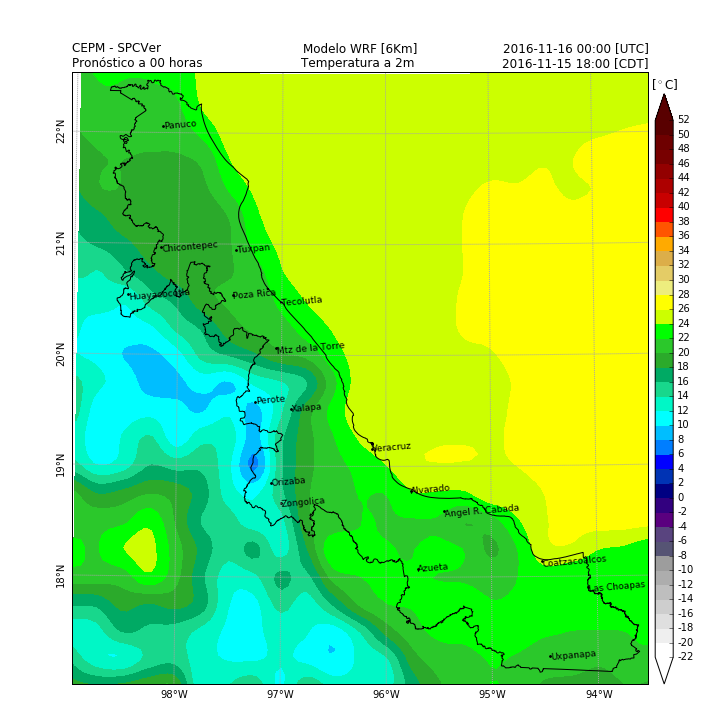 CEPM - SPCVer Modelo WRF [6Km] 2016-11-16 00:00 [UTC]
Pronóstico a 00 horas Temperatura a 2m 2016-11-15 18:00 [CDT]
[°C]
52
50
48
46
44
42
40
38
36
34
32
30
28
26
24
22
20
18
16
14
12
10
8
6
4
2
0
-2
-4
-6
-8
-10
-12
-14
-16
-18
-20
-22
22°N
21°N
20°N
19°N
18°N
Panuco
Chicontepec
Tuxpan
Huayacocotla
Poza Rica
Tecolutla
Mtz de la Torre
Perote
Xalapa
Veracruz
Orizaba
Alvarado
Zongolica
Angel R. Cabada
Azueta
Coatzacoalcos
Las Choapas
Uxpanapa
98°W 97°W 96°W 95°W 94°W